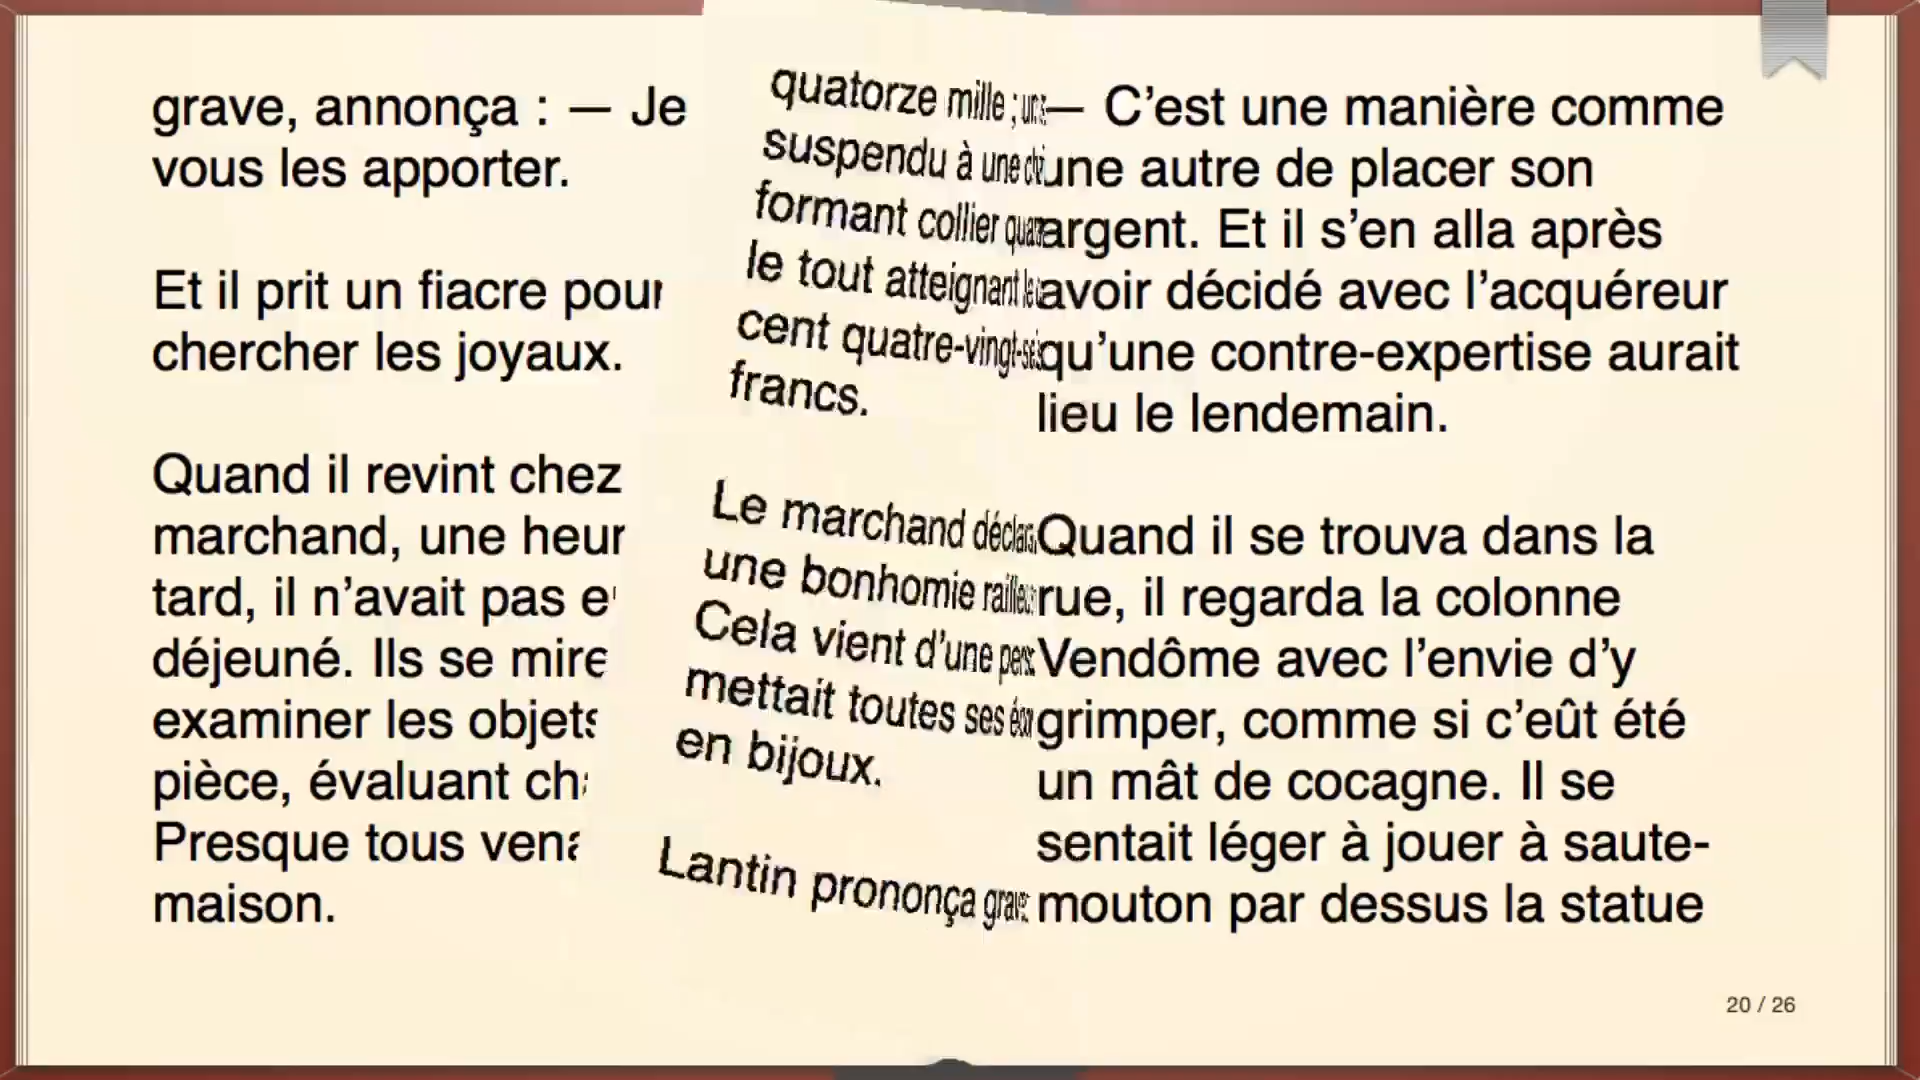 grave, annonça : — Je
vous les apporter.
Et il prit un fiacre pour
chercher les joyaux.
Quand il revint chez
marchand, une
tard, il n’avait pas
déjeuné. Ils se
examiner les
pièce, évaluant
Presque tous
maison.
quatorze mille ;
suspendu à une
formant collier
le tout atteignant
cent
francs.
Le marchand
une bonhomie
Cela vient d’une
mettait toutes ses
en bijoux.
Lantin prononça
— C’est une manière comme
une autre de placer son
argent. Et il s’en alla après
avoir décidé avec l’acquéreur
qu’une contre-expertise aurait
lieu le lendemain.
Quand il se trouva dans la
rue, il regarda la colonne
Vendôme avec l’envie d’y
grimper, comme si c’eût été
un mât de cocagne. Il se
sentait léger à jouer à saute-
mouton par dessus la statue
20 / 26